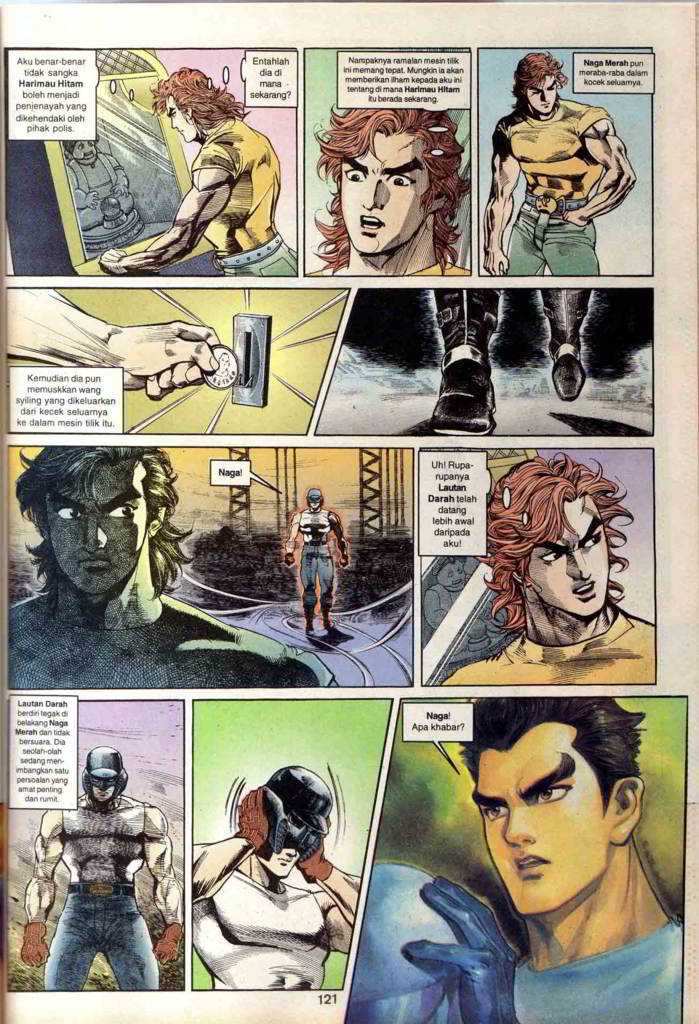 Aku benar-benar
tidak sangka
Harimau Hitam
boleh menjadi
penjenayah yang
dikehendaki oleh
pihak polis.
Entahlah
dia di
mana
sekarang?
Nampaknya ramalan mesin tilik
ini memang tepat. Mungkin ia akan
memberikan ilham kepada aku ini
tentang di mana Harimau Hitam
itu berada sekarang.
Naga Merah pun
meraba-raba dalam
kocek seluarnya.
Kemudian dia pun
memuskkan wang
syiling yang dikeluarkan
dari kecek seluarnya
ke dalam mesin tilik itu.
Naga!
Uh! Rupa-
rupanya
Lautan
Darah telah
datang
lebih awal
daripada
aku!
Lautan Darah
berdiri tegak di
belakang Naga
Merah dan tidak
bersuara. Dia
seolah-olah
sedang men-
imbangkan satu
persoalan yang
amat penting
dan rumit.
Naga!
Apa khabar?
121